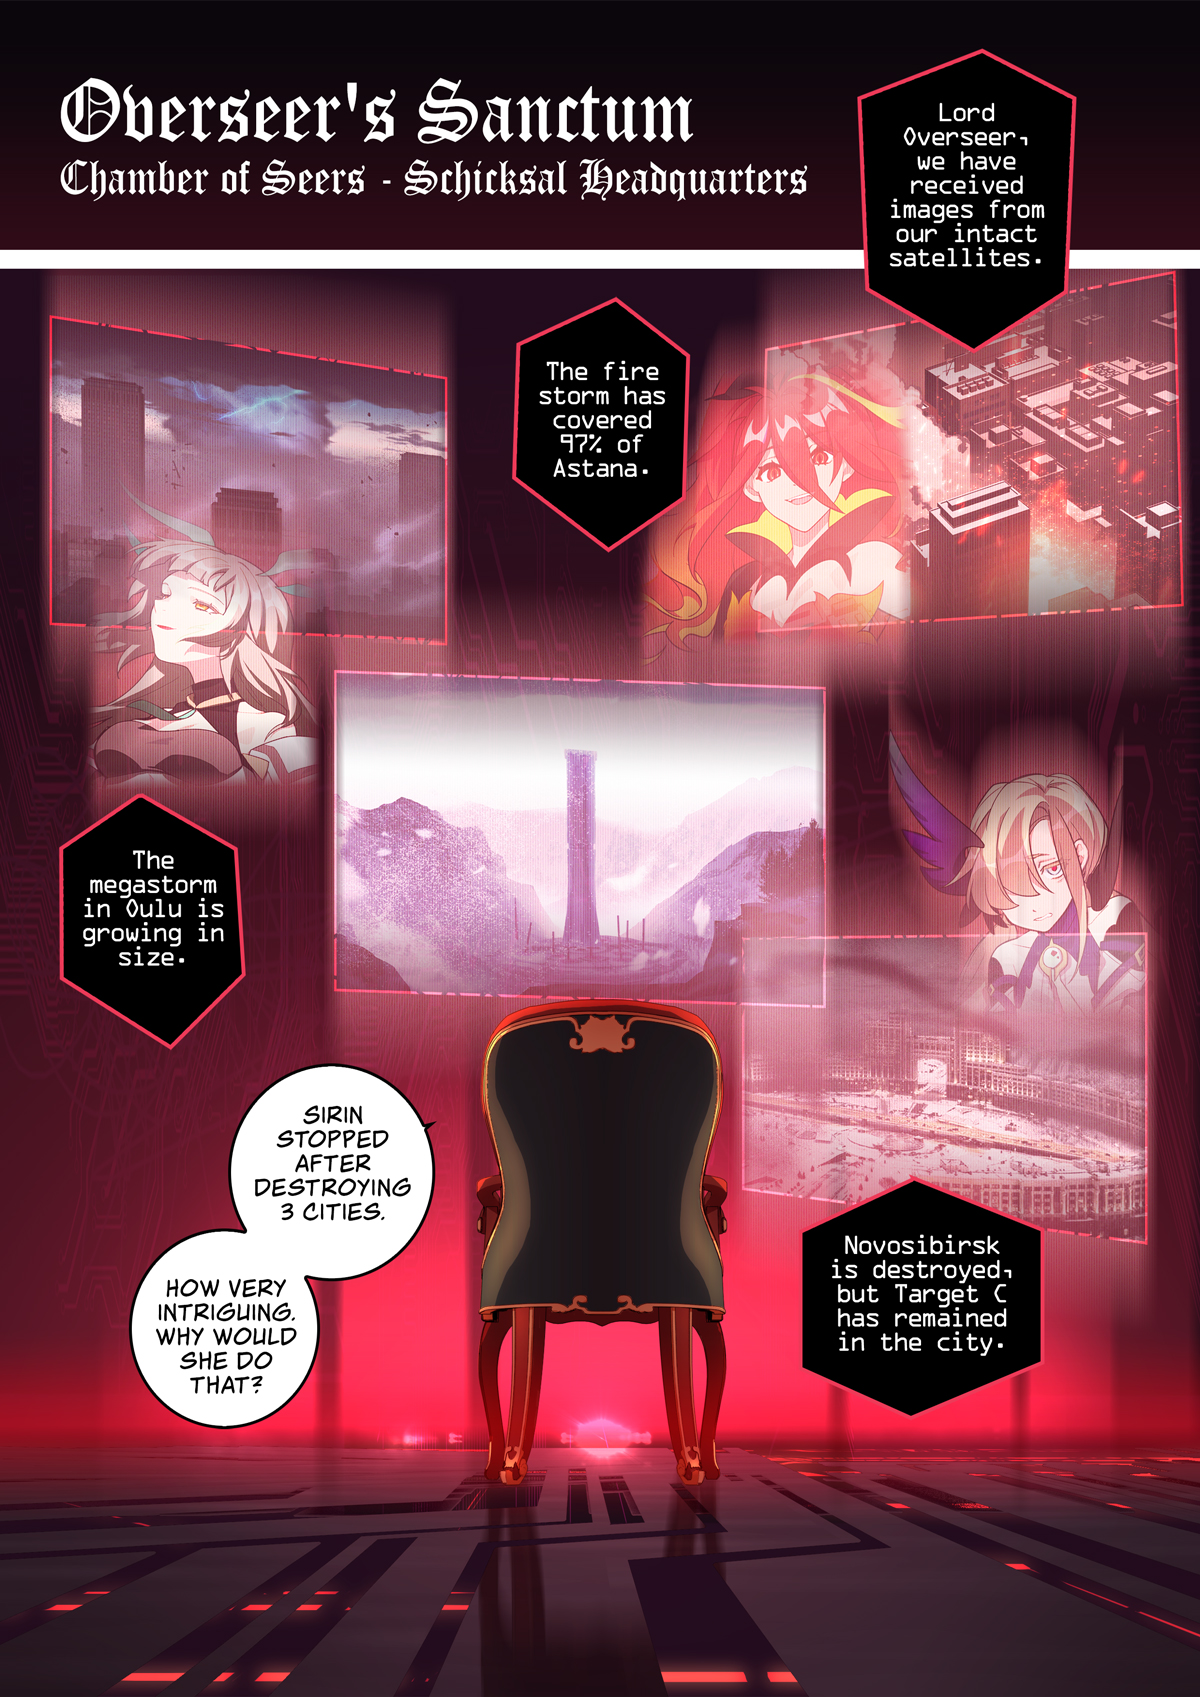 Overseer's Sanctum
Chamber of Seers - Schicksal Headquarters
Lord
Overseer,
we have
received
images from
our intact
satellites.
The fire
storm has
covered
97% of
Astana.
The
megastorm
in Oulu is
growing in
size.
SIRIN
STOPPED
AFTER
DESTROYING
3 CITIES.
HOW VERY
INTRIGUING.
WHY WOULD
SHE DO
THAT?
Novosibirsk
is destroyed,
but Target C
has remained
in the city.